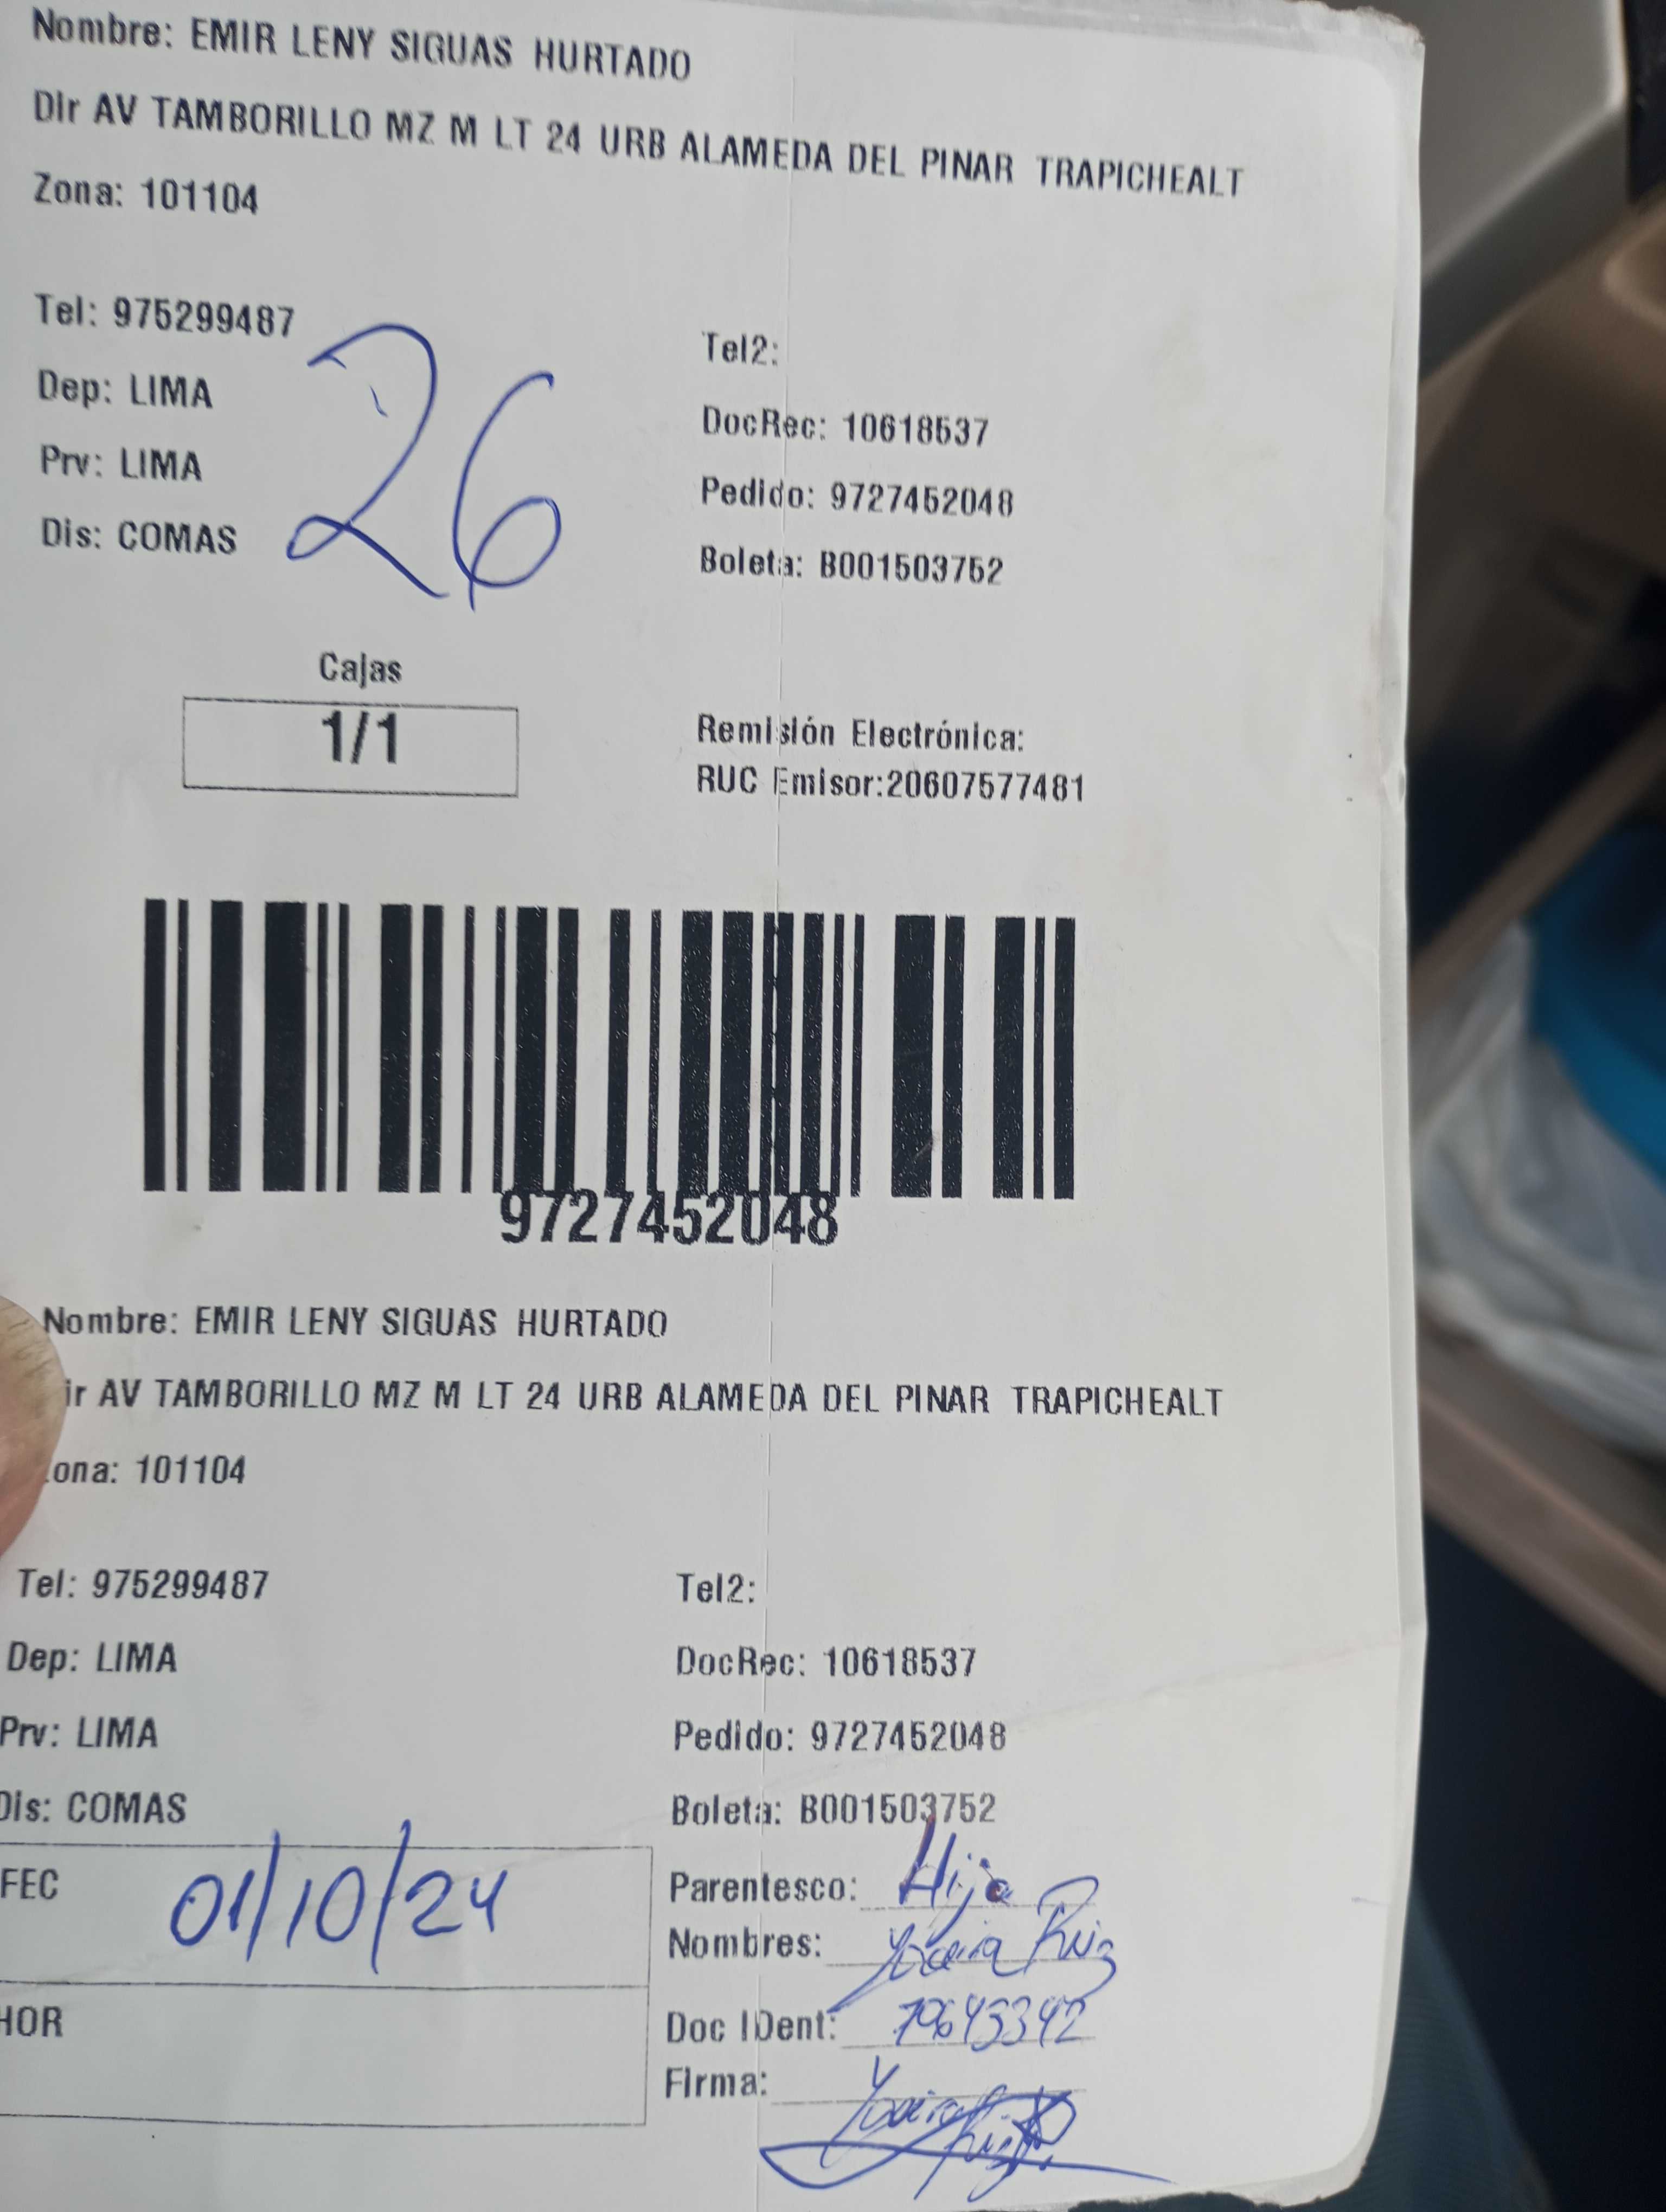 Nombre: EMIR LENY SIGUAS HURTADO
Dir AV TAMBORILLO MZ M LT 24 URB ALAMEDA DEL PINAR TRAPICHEALT
Zona: 101104
Tel: 975299487
Tel2:
26
Dep: LIMA
DocRec: 10618537
Prv: LIMA
Pedido: 9727452048
Dis: COMAS
Boleta: B001503752
Cajas
1/1
Remisión Electrónica:
RUC Emisor:20607577481
9727452048
Nombre: EMIR LENY SIGUAS HURTADO
ir AV TAMBORILLO MZ M LT 24 URB ALAMEDA DEL PINAR TRAPICHEALT
ona: 101104
Tel: 975299487
Tel2:
Dep: LIMA
DocRec: 10618537
Prv: LIMA
Pedido: 9727452048
Dis: COMAS
Boleta: B001503752
FEC 01/10/24
Parentesco: Hija
Nombres: Ruiz
HOR
Doc IDent: 79643342
Firma: